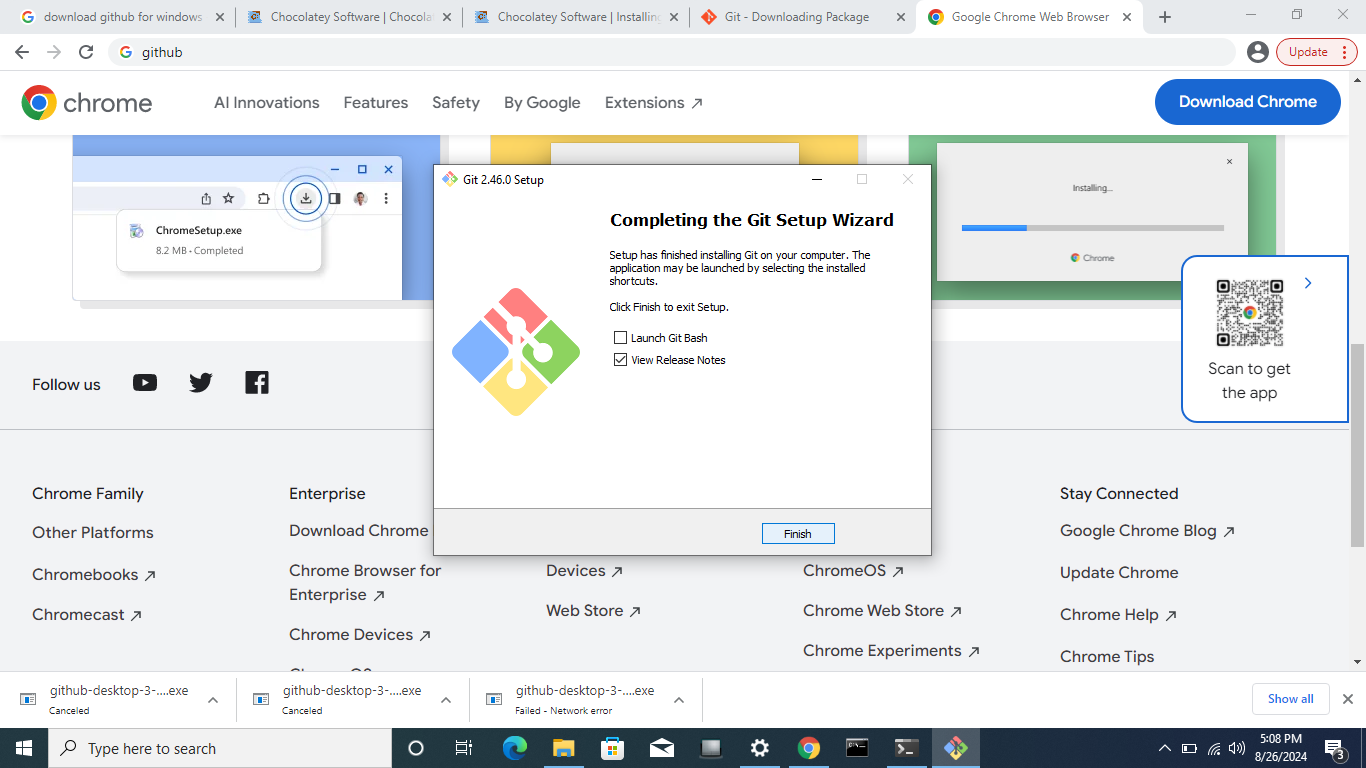 download github for windows
Chocolatey Software | Chocola
Chocolatey Software | Installing
Git - Downloading Package
Google Chrome Web Browser
github
Update
chrome
AI Innovations
Features
Safety
By Google
Extensions
Download Chrome
ChromeSetup.exe
8.2 MB • Completed
Git 2.46.0 Setup
Completing the Git Setup Wizard
Setup has finished installing Git on your computer. The
application may be launched by selecting the installed
shortcuts.
Click Finish to exit Setup.
Launch Git Bash
View Release Notes
Finish
Installing...
Chrome
Scan to get
the app
Follow us
Chrome Family
Other Platforms
Chromebooks
Chromecast
Enterprise
Download Chrome
Chrome Browser for
Enterprise
Chrome Devices
Devices
Web Store
ChromeOS
Chrome Web Store
Chrome Experiments
Stay Connected
Google Chrome Blog
Update Chrome
Chrome Help
Chrome Tips
github-desktop-3-....exe
Canceled
github-desktop-3-....exe
Canceled
github-desktop-3-....exe
Failed - Network error
Show all
Type here to search
5:08 PM
8/26/2024
3